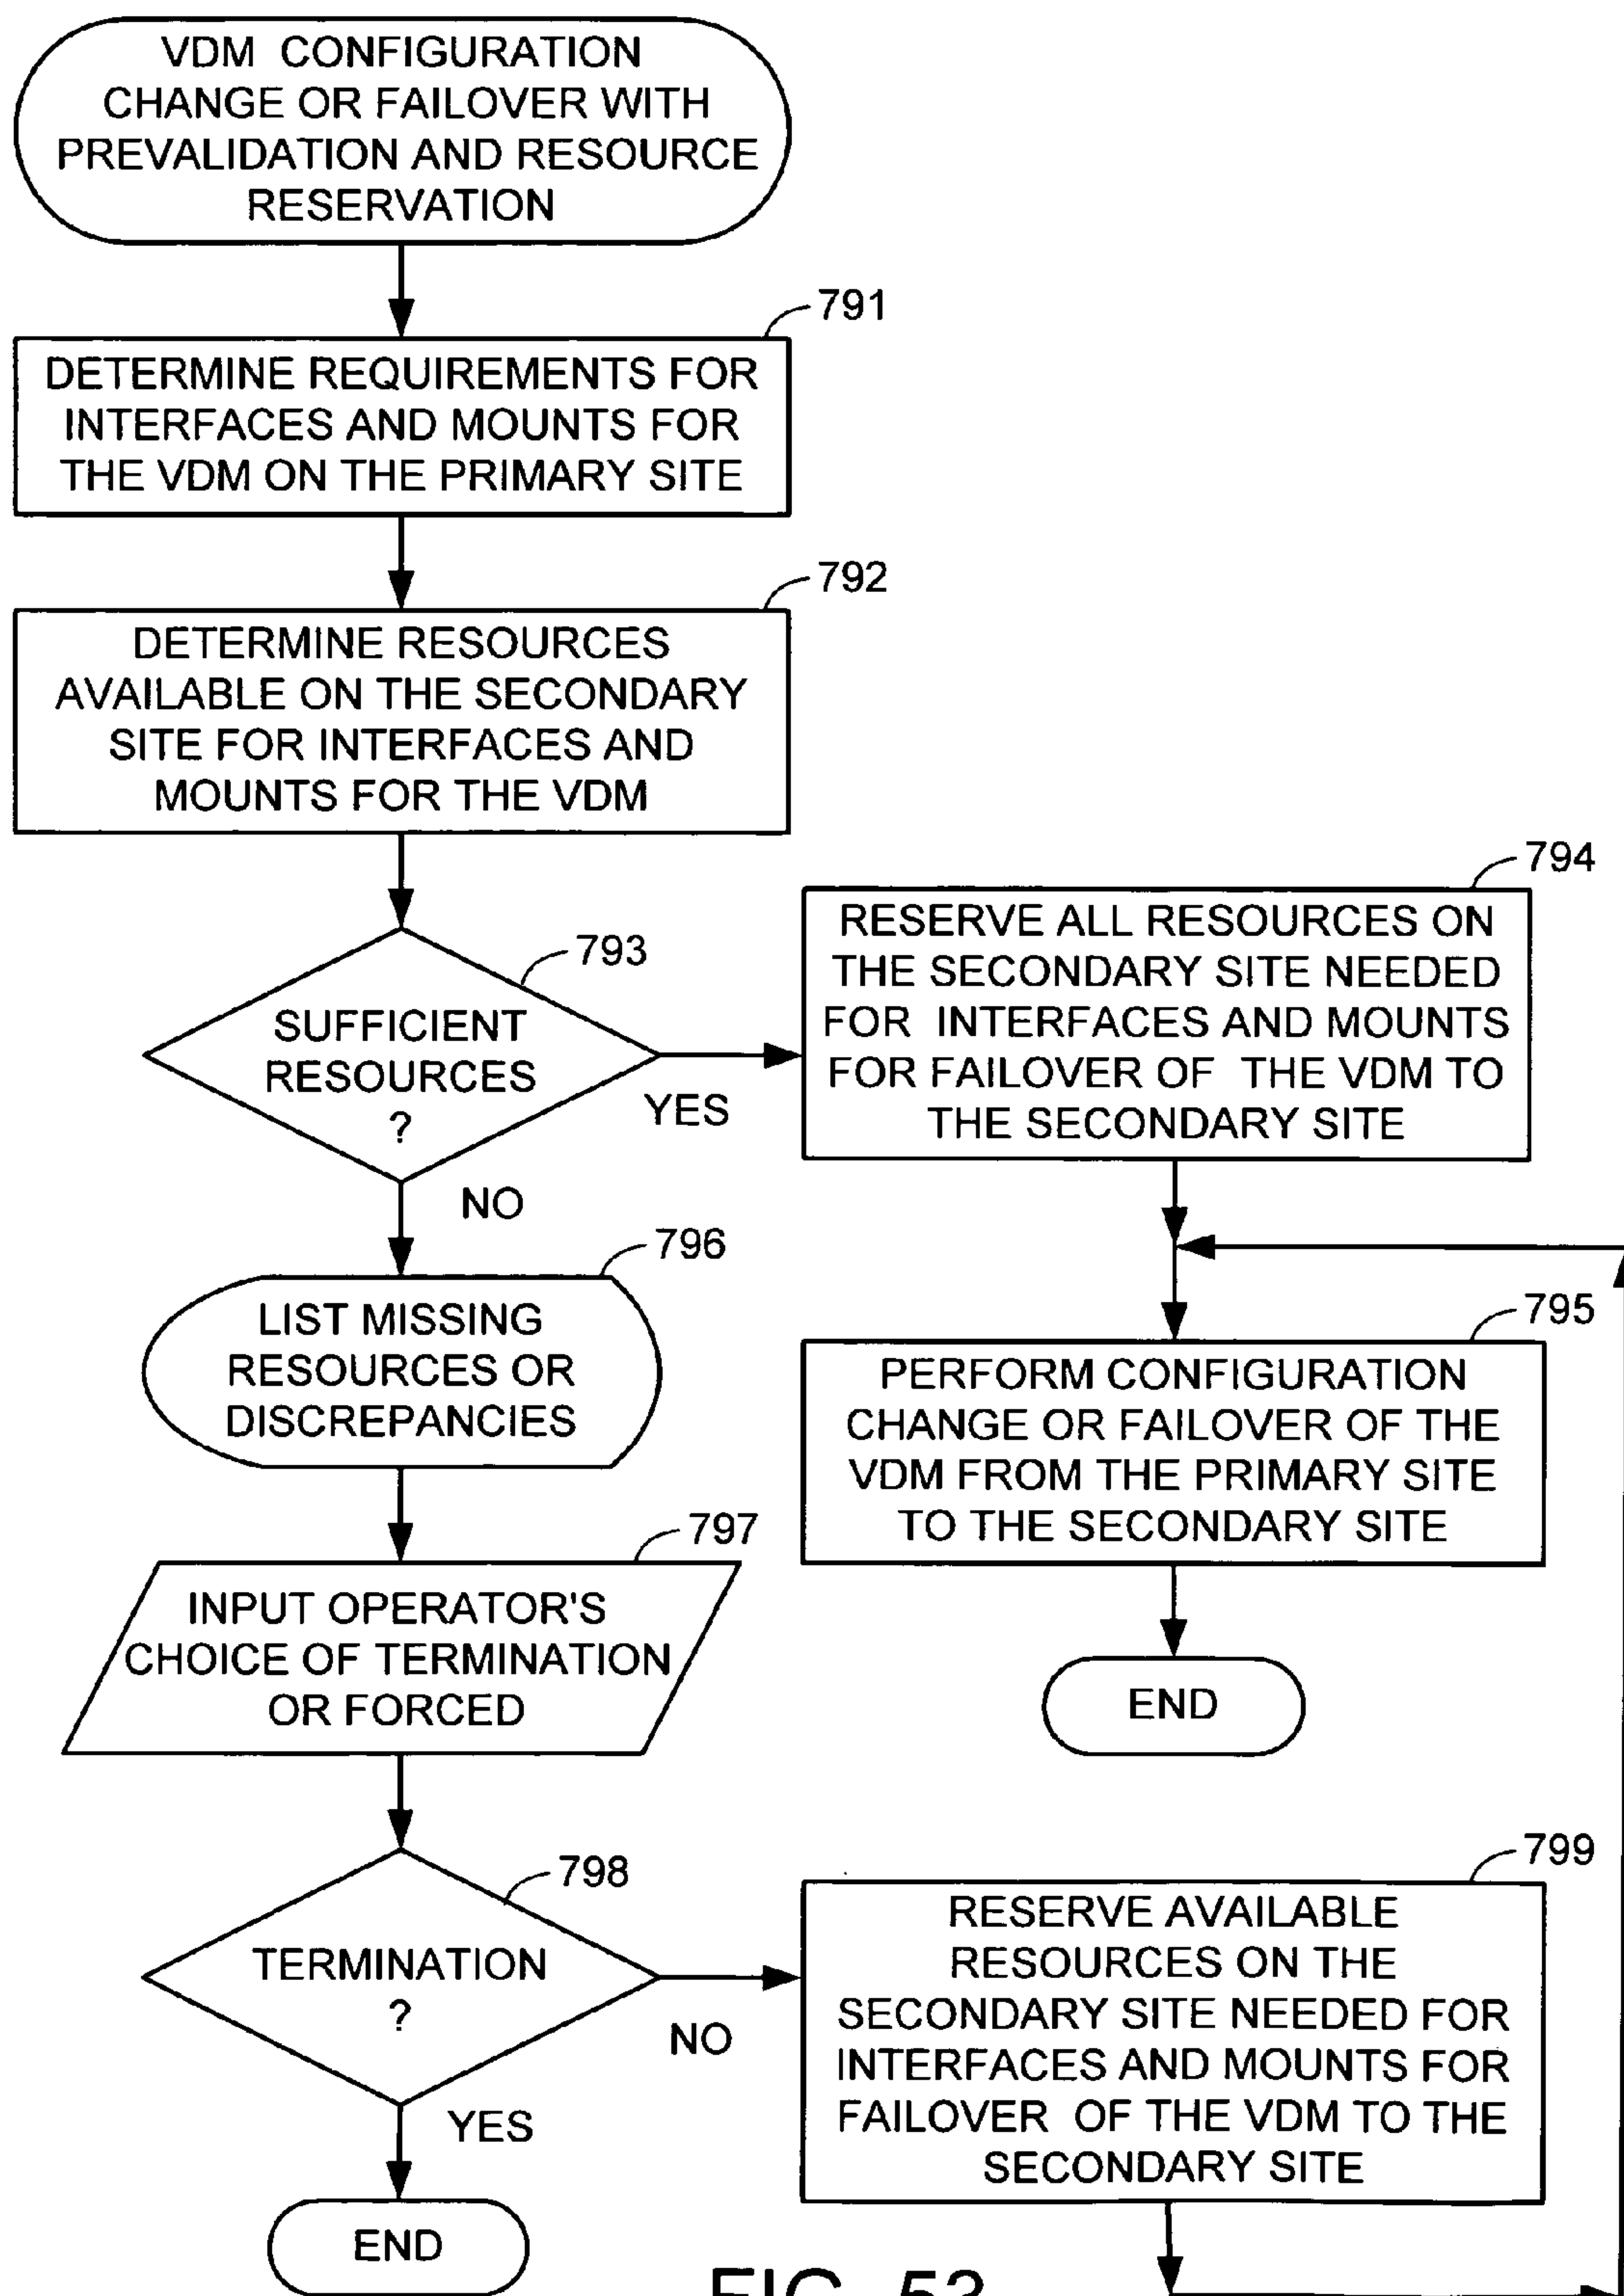 VDM CONFIGURATION
CHANGE OR FAILOVER WITH
PREVALIDATION AND RESOURCE
RESERVATION
791
DETERMINE REQUIREMENTS FOR
INTERFACES AND MOUNTS FOR
THE VDM ON THE PRIMARY SITE
792
DETERMINE RESOURCES
AVAILABLE ON THE SECONDARY
SITE FOR INTERFACES AND
MOUNTS FOR THE VDM
793
SUFFICIENT
RESOURCES
?
YES
NO
794
RESERVE ALL RESOURCES ON
THE SECONDARY SITE NEEDED
FOR INTERFACES AND MOUNTS
FOR FAILOVER OF THE VDM TO
THE SECONDARY SITE
795
PERFORM CONFIGURATION
CHANGE OR FAILOVER OF THE
VDM FROM THE PRIMARY SITE
TO THE SECONDARY SITE
END
796
LIST MISSING
RESOURCES OR
DISCREPANCIES
797
INPUT OPERATOR'S
CHOICE OF TERMINATION
OR FORCED
798
TERMINATION
?
NO
YES
END
799
RESERVE AVAILABLE
RESOURCES ON THE
SECONDARY SITE NEEDED FOR
INTERFACES AND MOUNTS FOR
FAILOVER OF THE VDM TO THE
SECONDARY SITE
FIG. 53